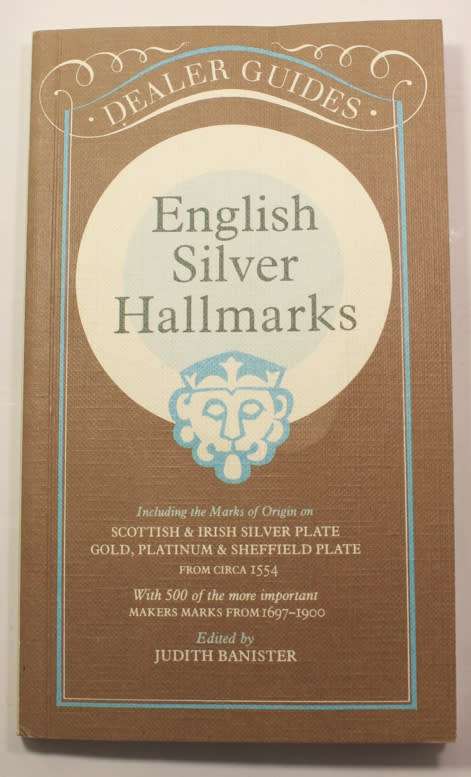 · DEALER GUIDES ·
English
Silver
Hallmarks
Including the Marks of Origin on
SCOTTISH & IRISH SILVER PLATE
GOLD, PLATINUM & SHEFFIELD PLATE
FROM CIRCA 1554
With 500 of the more important
MAKERS MARKS FROM 1697–1900
Edited by
JUDITH BANISTER